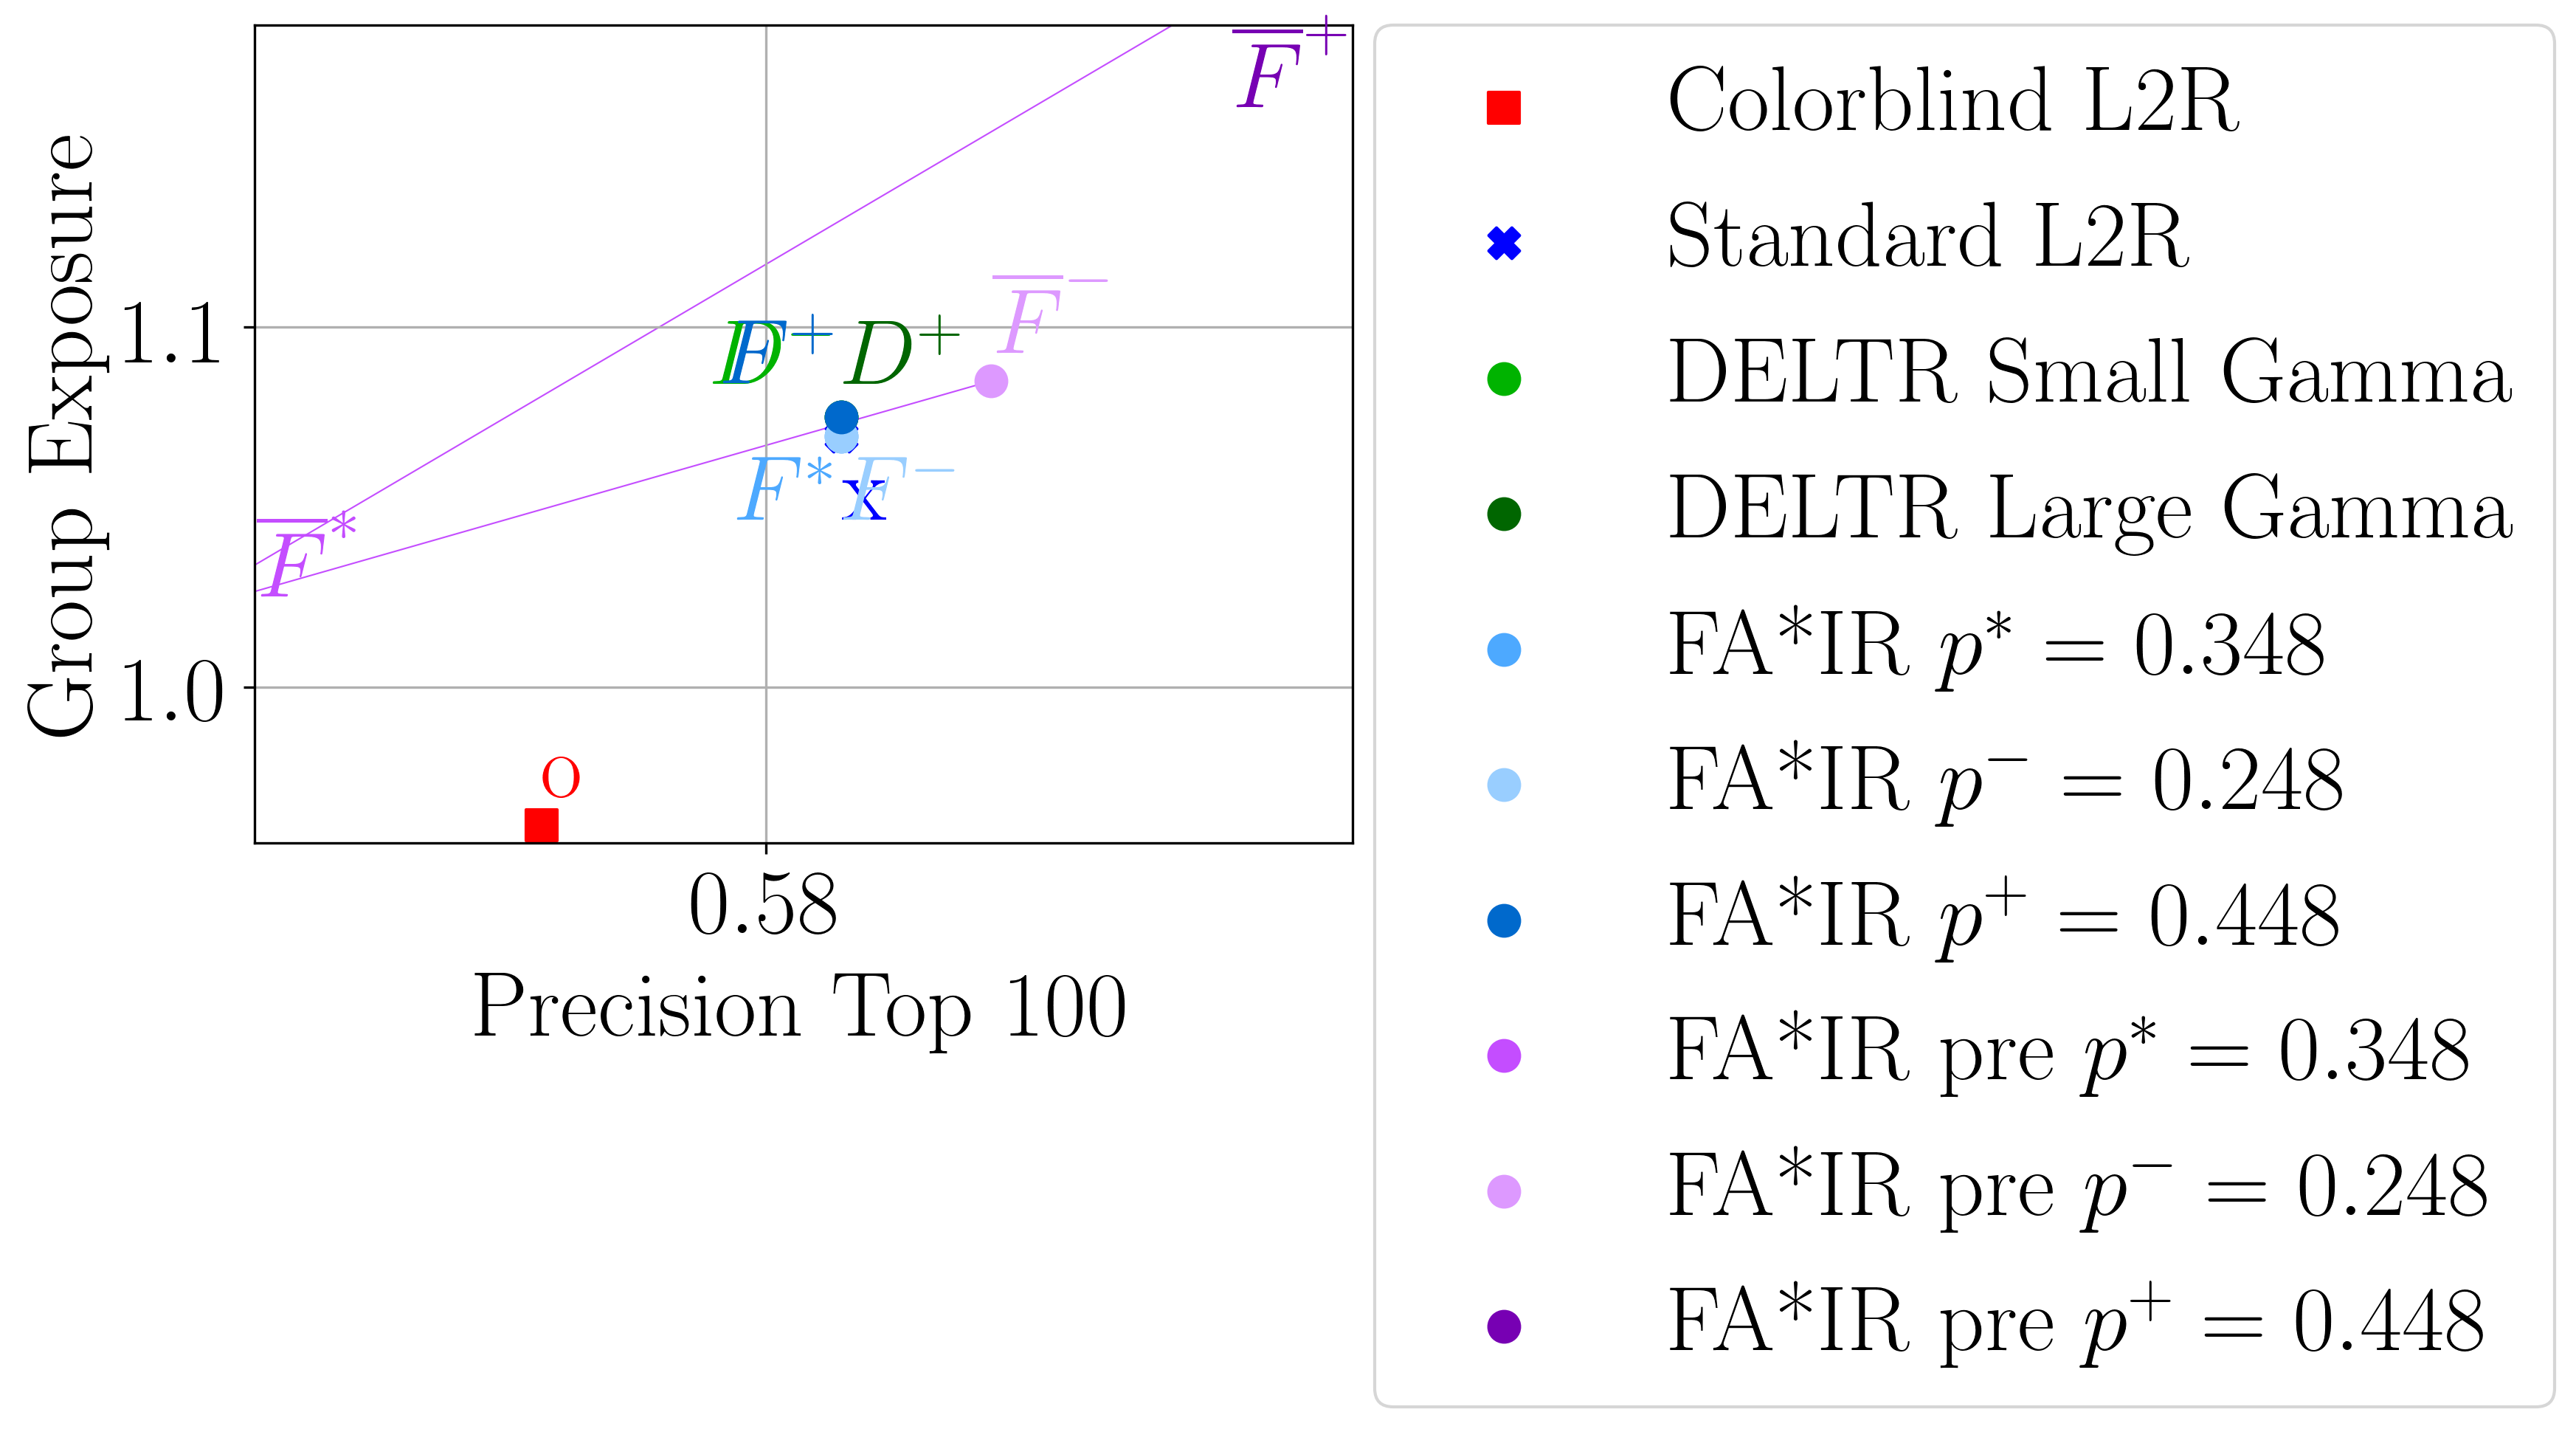 Group Exposure
1.1
1.0
0.58
Precision Top 100
F̅⁺
F̅⁻
D
F⁺
D⁺
F*
x
F⁻
F̅*
o
Colorblind L2R
Standard L2R
DELTR Small Gamma
DELTR Large Gamma
FA*IR p* = 0.348
FA*IR p⁻ = 0.248
FA*IR p⁺ = 0.448
FA*IR pre p* = 0.348
FA*IR pre p⁻ = 0.248
FA*IR pre p⁺ = 0.448